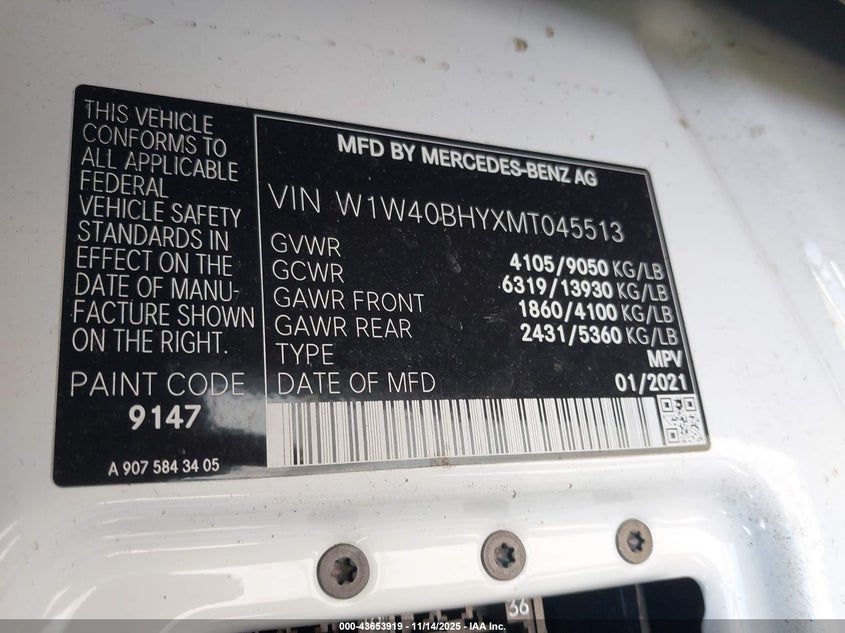 THIS VEHICLE
CONFORMS TO
ALL APPLICABLE
FEDERAL
VEHICLE SAFETY
STANDARDS IN
EFFECT ON THE
DATE OF MANU-
FACTURE SHOWN
ON THE RIGHT.
PAINT CODE
9147
A 907 584 34 05
MFD BY MERCEDES-BENZ AG
VIN W1W40BHYXMT045513
GVWR 4105/9050 KG/LB
GCWR 6319/13930 KG/LB
GAWR FRONT 1860/4100 KG/LB
GAWR REAR 2431/5360 KG/LB
TYPE MPV
DATE OF MFD 01/2021
36
000-43653919 - 11/14/2025 - IAA Inc.